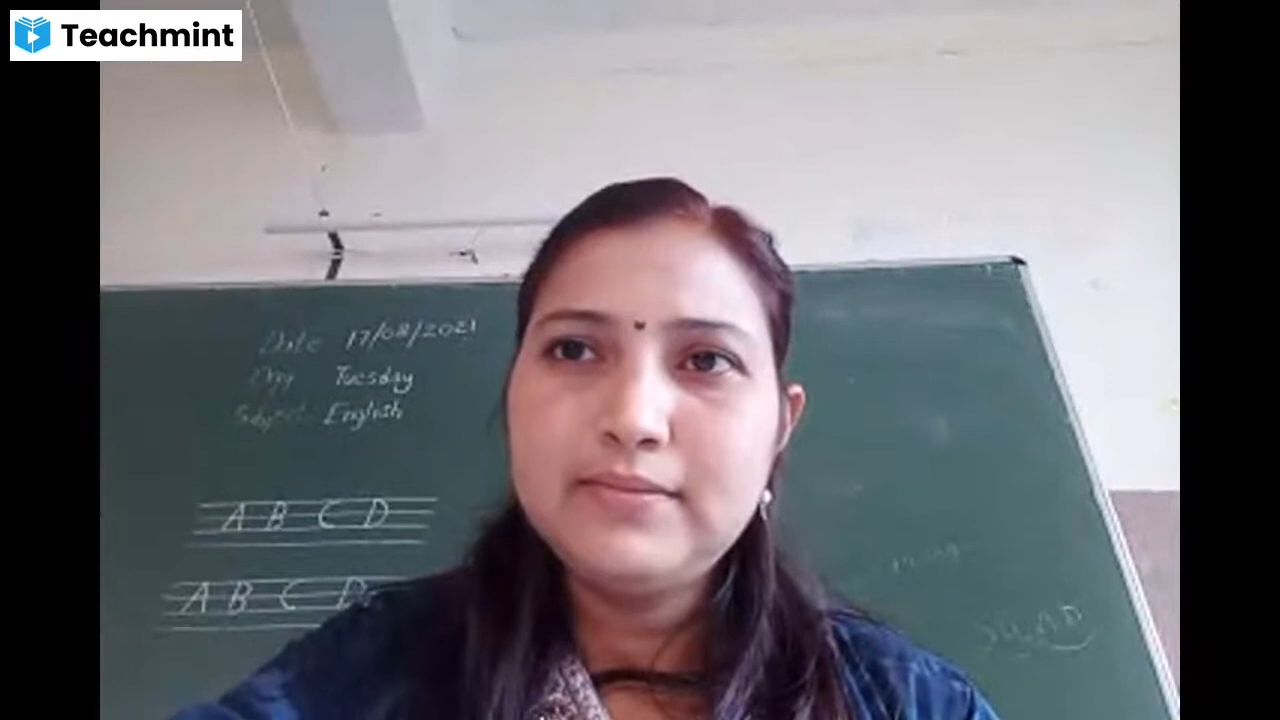 Teachmint
Date 17/08/2021
Day Tuesday
Subject English
A B C D
A B C D